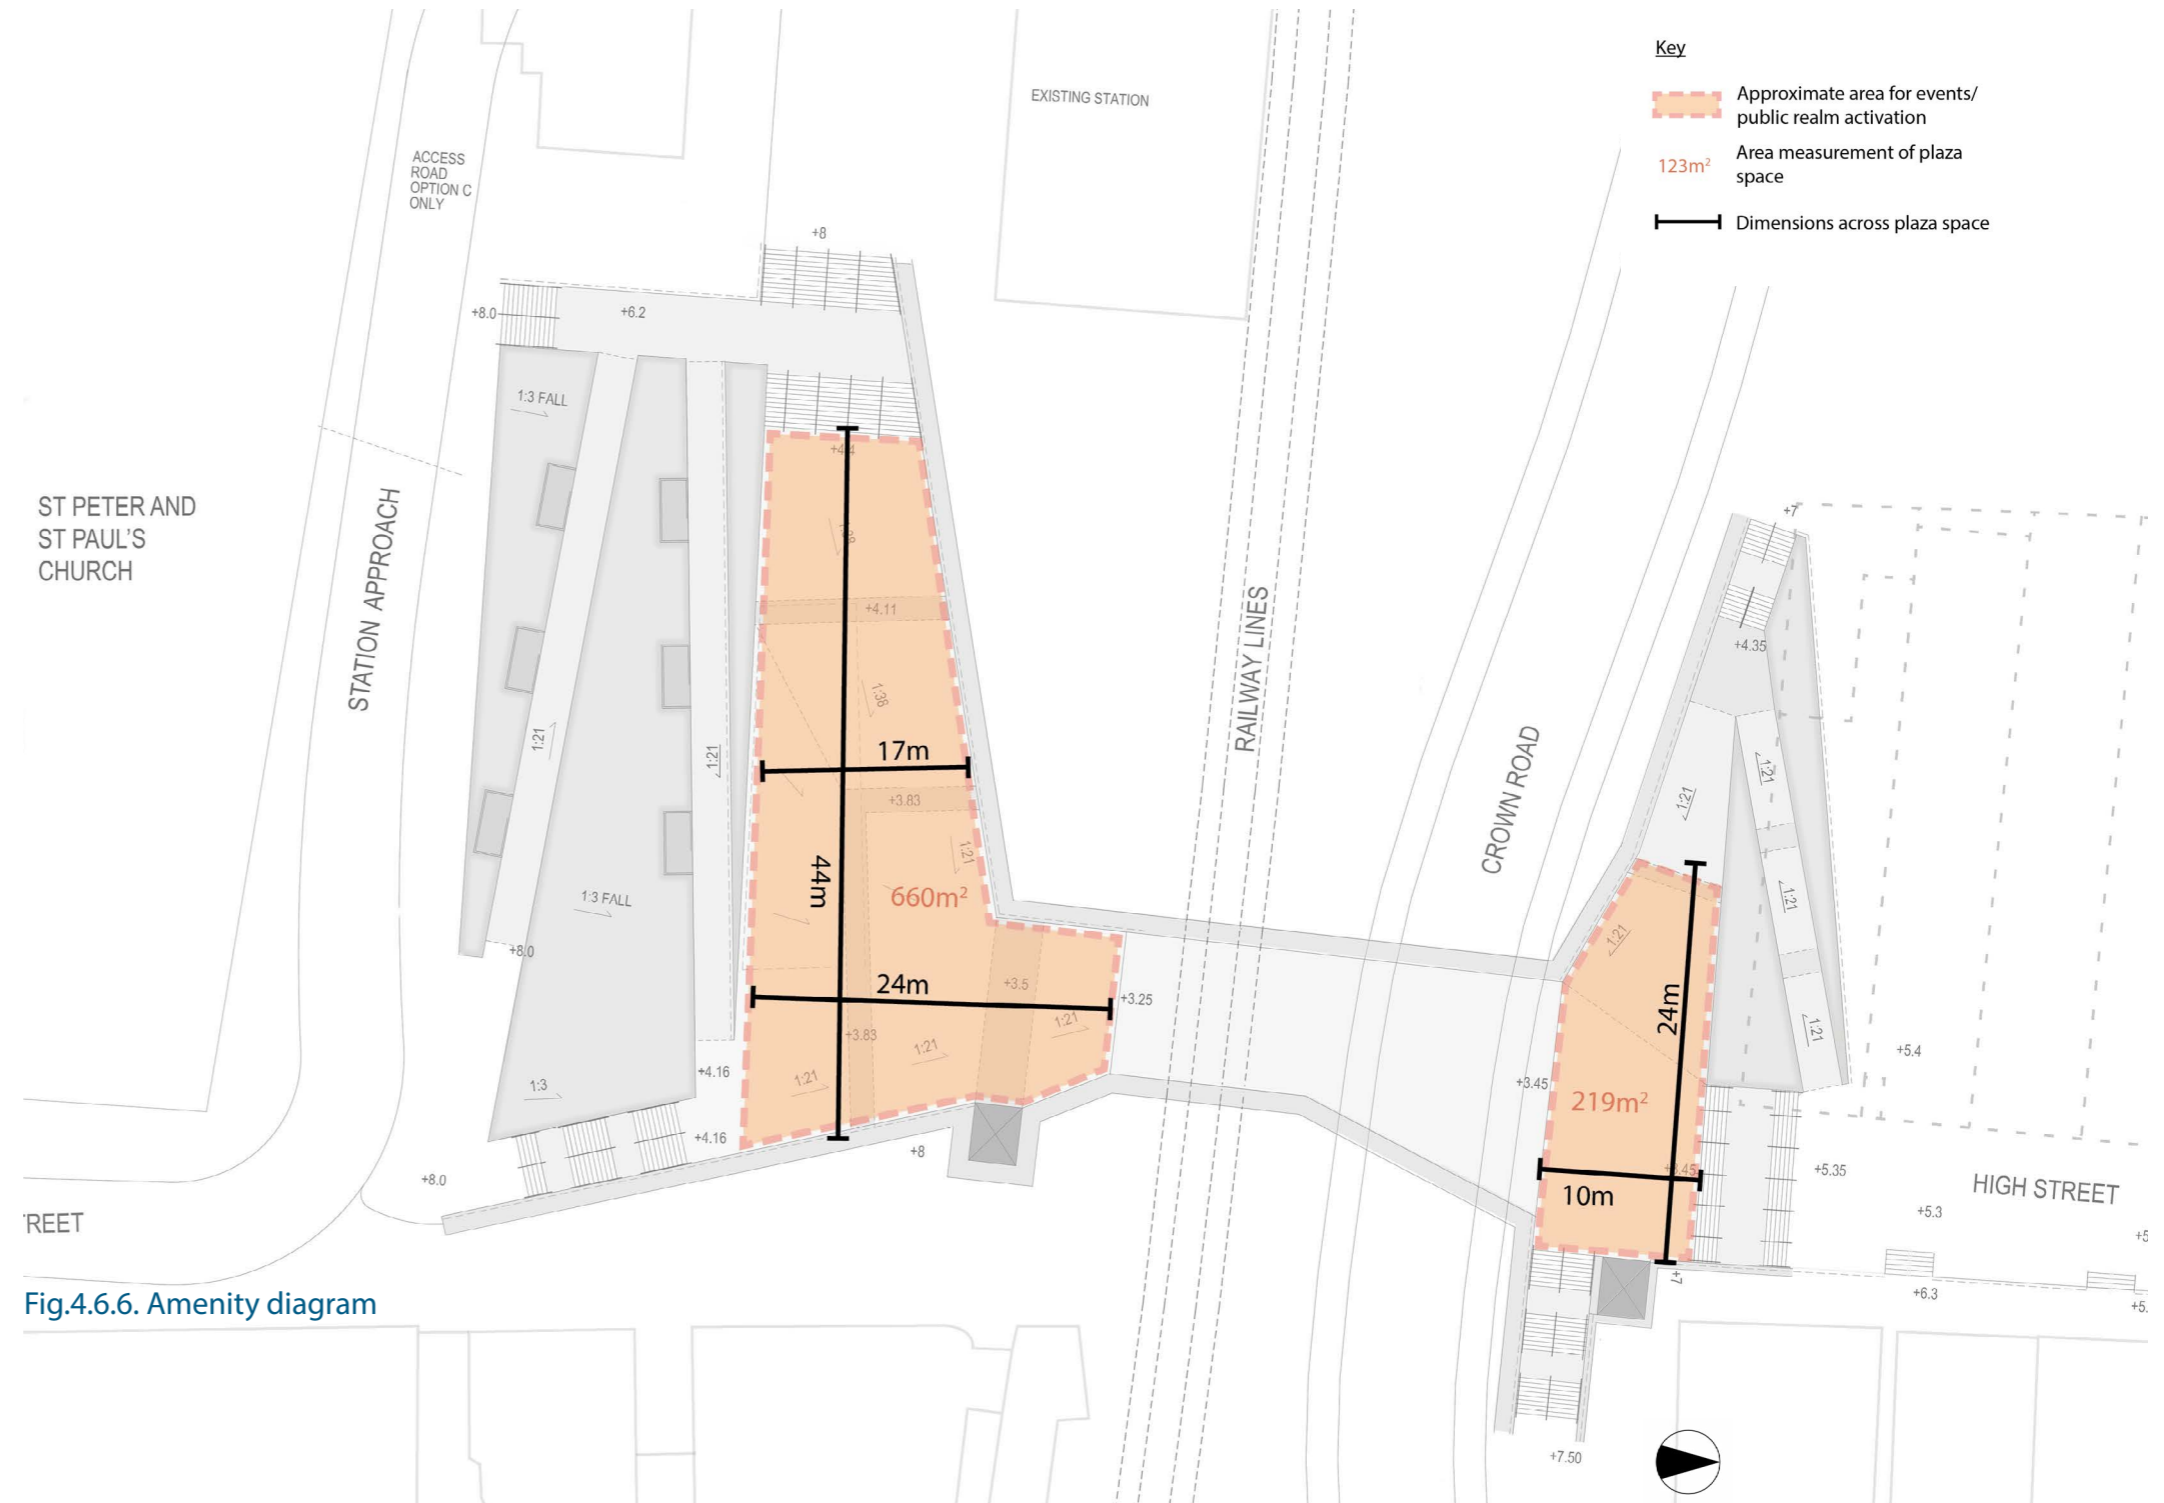 Key
Approximate area for events/
public realm activation
123m²
Area measurement of plaza
space
Dimensions across plaza space
EXISTING STATION
ACCESS
ROAD
OPTION C
ONLY
+8
+8.0
+6.2
1:3 FALL
ST PETER AND
ST PAUL'S
CHURCH
STATION APPROACH
+4.11
1:38
17m
+3.83
1:21
1:21
1:21
44m
660m²
1:3 FALL
+8.0
24m
+3.5
+3.25
+3.83
1:21
1:21
1:21
+4.16
1:3
+4.16
+8
+8.0
RAILWAY LINES
CROWN ROAD
+7
+4.35
1:21
1:21
1:21
1:21
1:21
24m
+3.45
219m²
+5.4
10m
+5.35
HIGH STREET
+5.3
+7
+6.3
+7.50
TREET
Fig.4.6.6. Amenity diagram